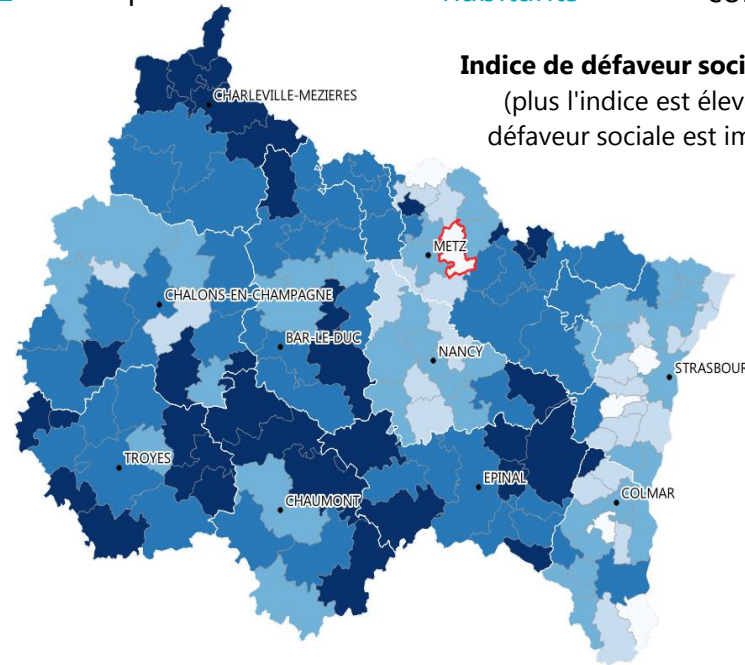 Indice de défaveur soci
(plus l'indice est élev
défaveur sociale est im
CHARLEVILLE-MEZIERES
METZ
CHALONS-EN-CHAMPAGNE
BAR-LE-DUC
NANCY
STRASBOUR
TROYES
EPINAL
CHAUMONT
COLMAR